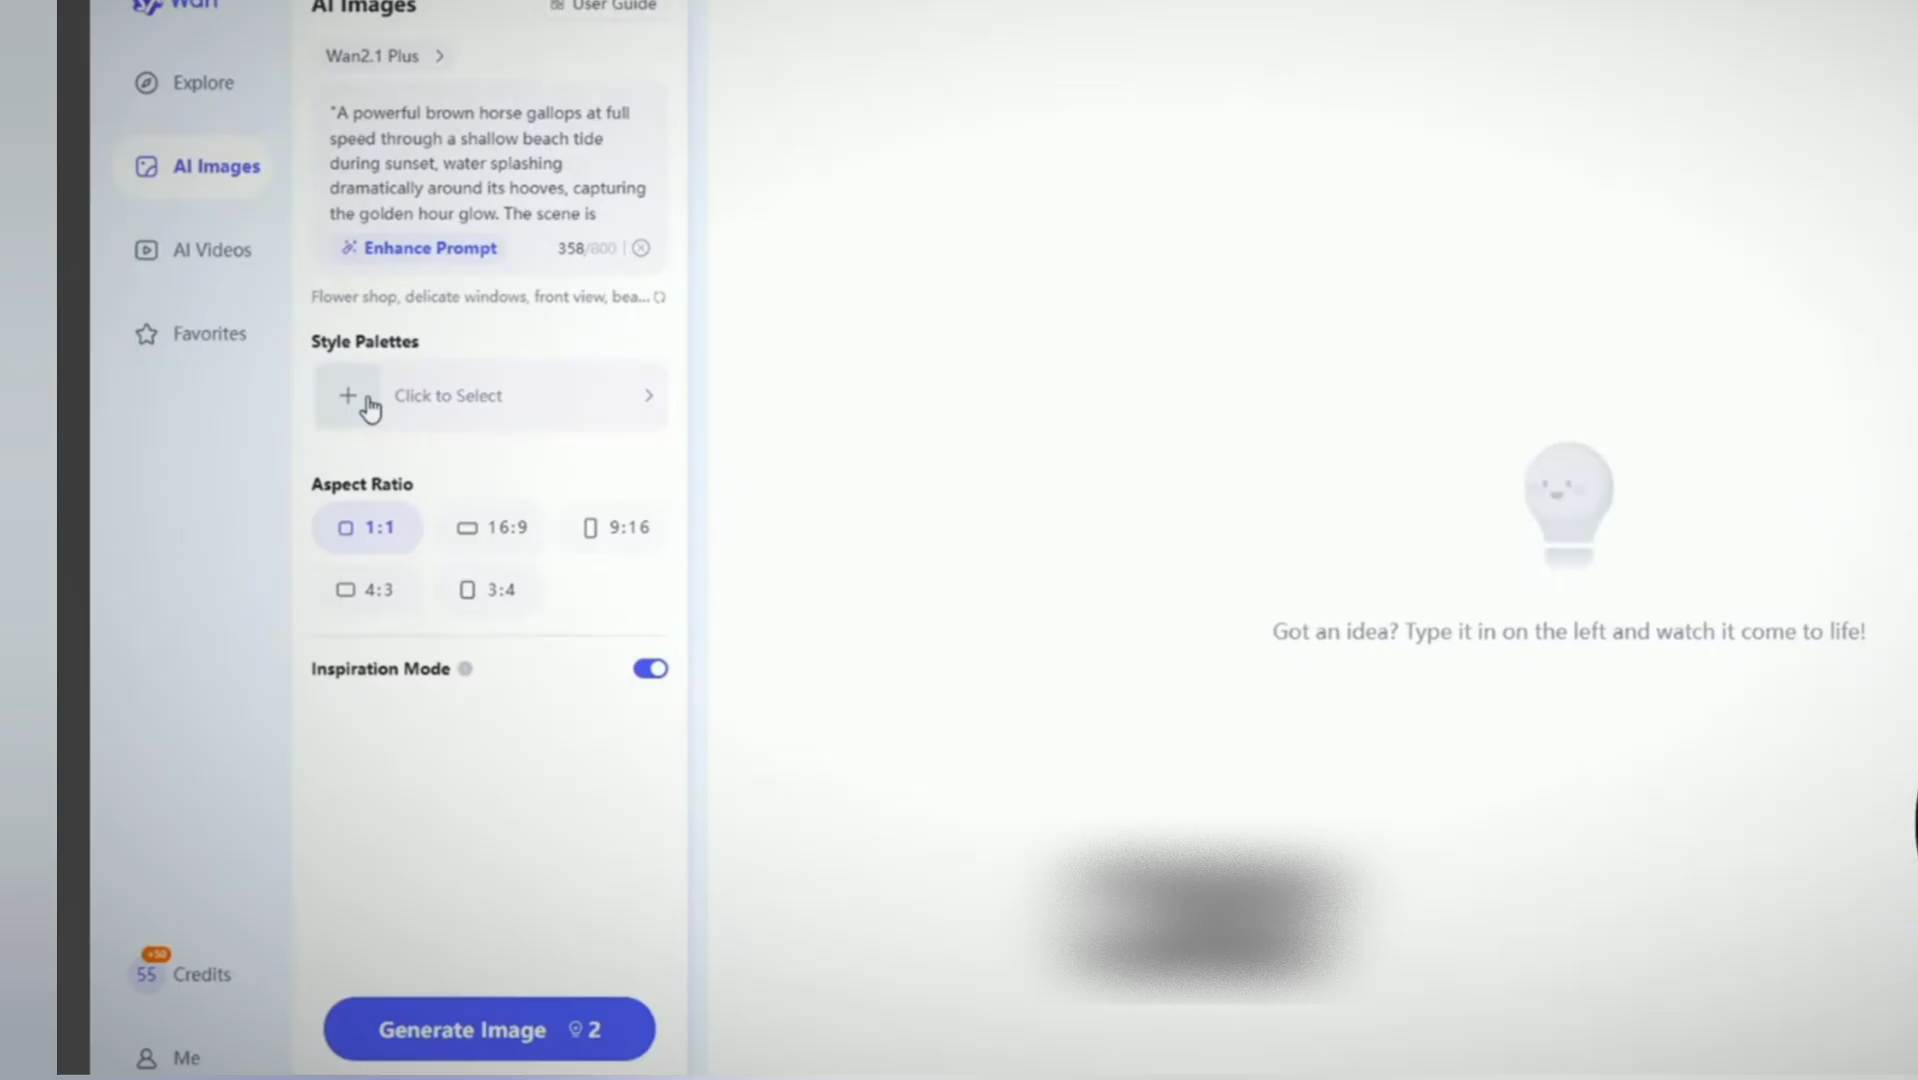 Wan
AI Images
User Guide
Wan2.1 Plus
Explore
"A powerful brown horse gallops at full
speed through a shallow beach tide
during sunset, water splashing
dramatically around its hooves, capturing
the golden hour glow. The scene is
AI Images
AI Videos
Enhance Prompt
358/800
Flower shop, delicate windows, front view, bea...
Favorites
Style Palettes
Click to Select
Aspect Ratio
1:1
16:9
9:16
4:3
3:4
Got an idea? Type it in on the left and watch it come to life!
Inspiration Mode
+50
55 Credits
Generate Image 2
Me